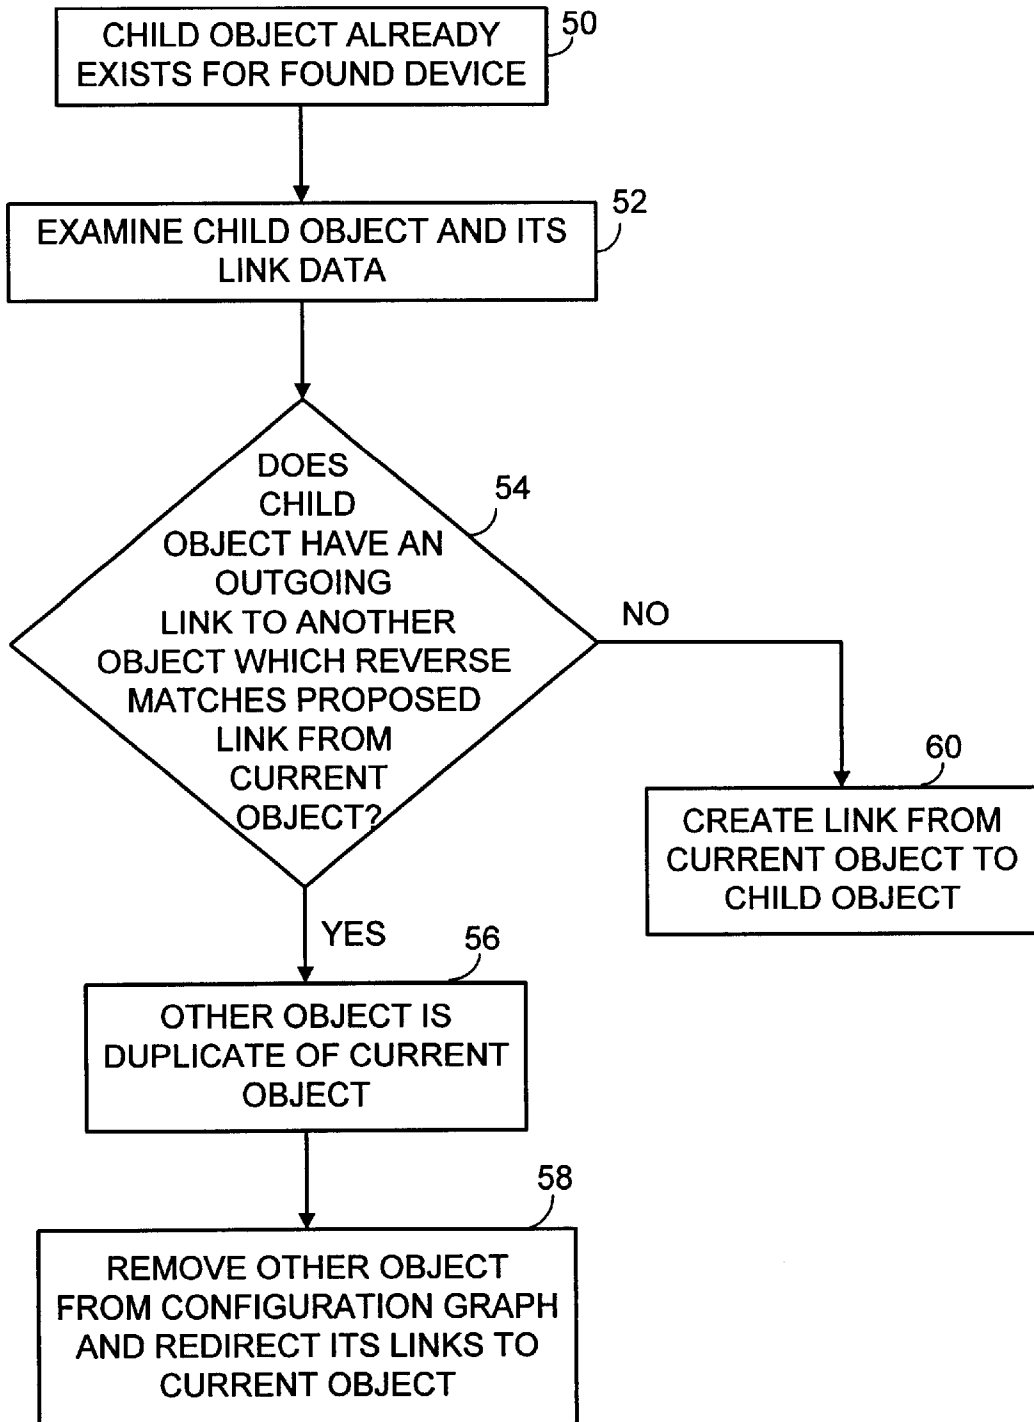 CHILD OBJECT ALREADY
EXISTS FOR FOUND DEVICE
50
EXAMINE CHILD OBJECT AND ITS
LINK DATA
52
DOES
CHILD
OBJECT HAVE AN
OUTGOING
LINK TO ANOTHER
OBJECT WHICH REVERSE
MATCHES PROPOSED
LINK FROM
CURRENT
OBJECT?
54
NO
60
CREATE LINK FROM
CURRENT OBJECT TO
CHILD OBJECT
YES
56
OTHER OBJECT IS
DUPLICATE OF CURRENT
OBJECT
58
REMOVE OTHER OBJECT
FROM CONFIGURATION GRAPH
AND REDIRECT ITS LINKS TO
CURRENT OBJECT